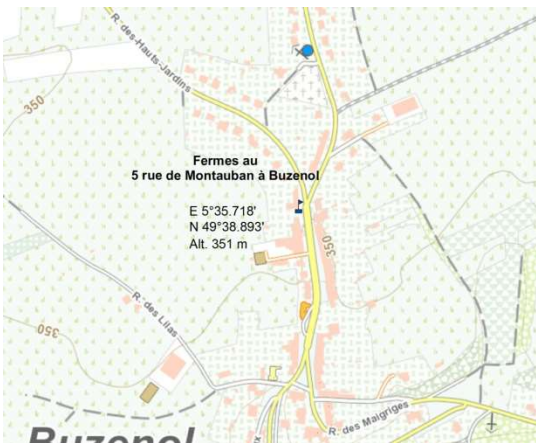 R. des-Hauts-Jardins
350
Fermes au
5 rue de Montauban à Buzenol
E 5°35.718'
N 49°38.893'
Alt. 351 m
350
R. des Lilas
350
R. des Maigriges
Buzenol